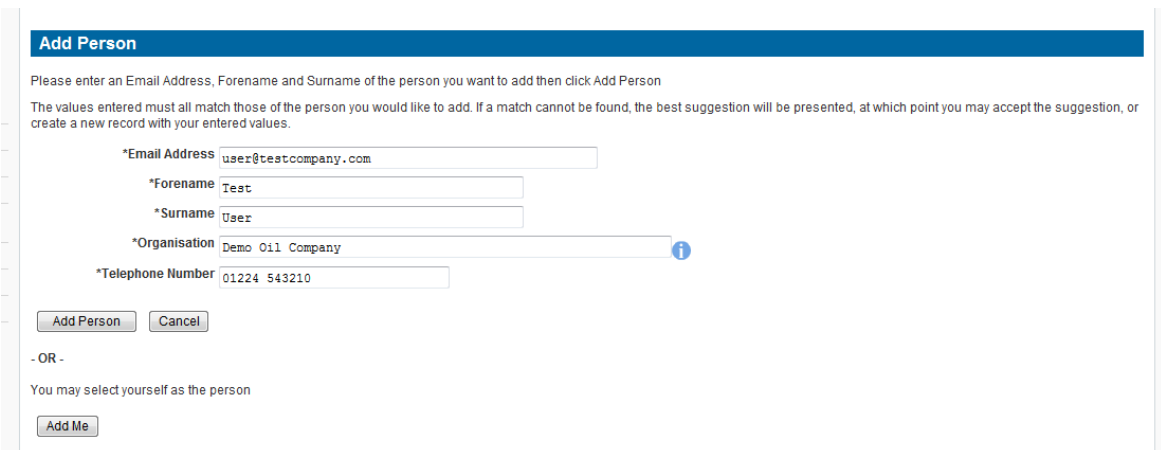 Add Person
Please enter an Email Address, Forename and Surname of the person you want to add then click Add Person
The values entered must all match those of the person you would like to add. If a match cannot be found, the best suggestion will be presented, at which point you may accept the suggestion, or
create a new record with your entered values.
*Email Address user@testcompany.com
*Forename Test
*Surname User
*Organisation Demo Oil Company
*Telephone Number 01224 543210
Add Person Cancel
- OR -
You may select yourself as the person
Add Me